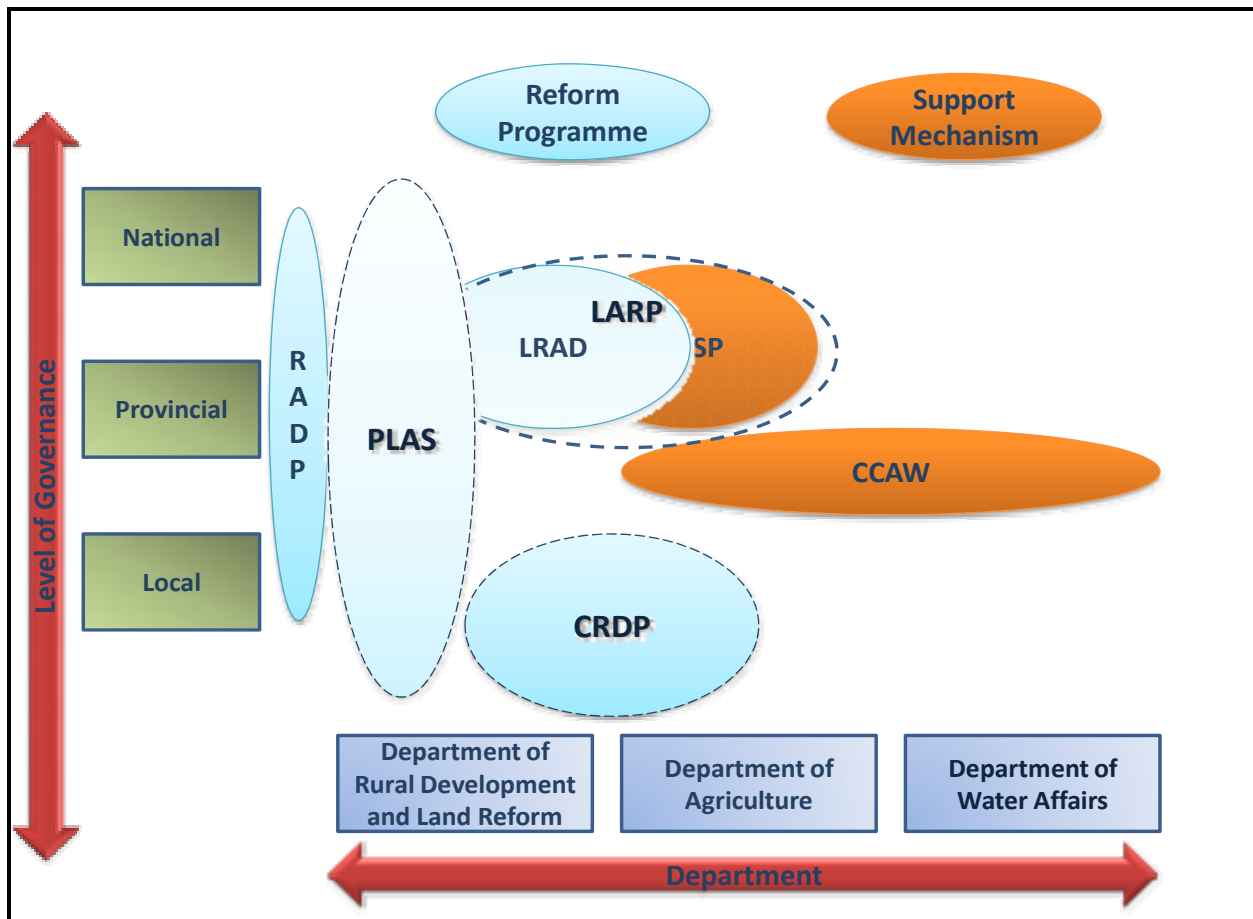 Reform
Programme
Support
Mechanism
Level of Governance
National
Provincial
Local
R
A
D
P
PLAS
LARP
LRAD
SP
CCAW
CRDP
Department of
Rural Development
and Land Reform
Department of
Agriculture
Department of
Water Affairs
Department